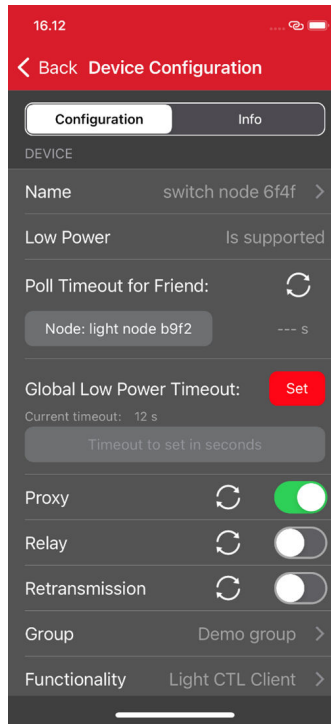 16.12
Back Device Configuration
Configuration Info
DEVICE
Name switch node 6f4f
Low Power Is supported
Poll Timeout for Friend:
Node: light node b9f2 --- s
Global Low Power Timeout: Set
Current timeout: 12 s
Timeout to set in seconds
Proxy
Relay
Retransmission
Group Demo group
Functionality Light CTL Client